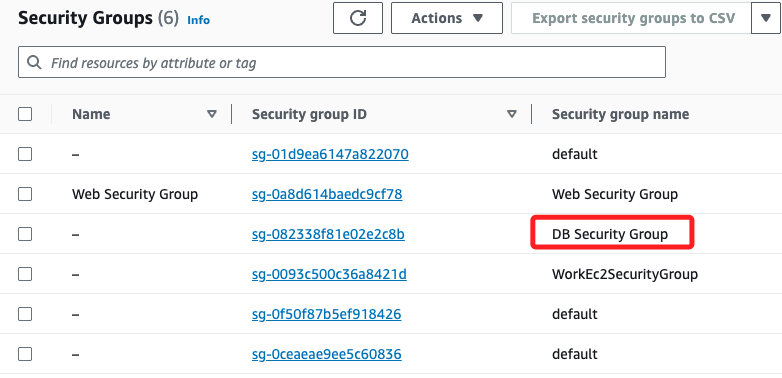 Security Groups (6) Info
Actions
Export security groups to CSV
Find resources by attribute or tag
Name Security group ID Security group name
– sg-01d9ea6147a822070 default
Web Security Group sg-0a8d614baedc9cf78 Web Security Group
– sg-082338f81e02e2c8b DB Security Group
– sg-0093c500c36a8421d WorkEc2SecurityGroup
– sg-0f50f87b5ef918426 default
– sg-0ceaeae9ee5c60836 default